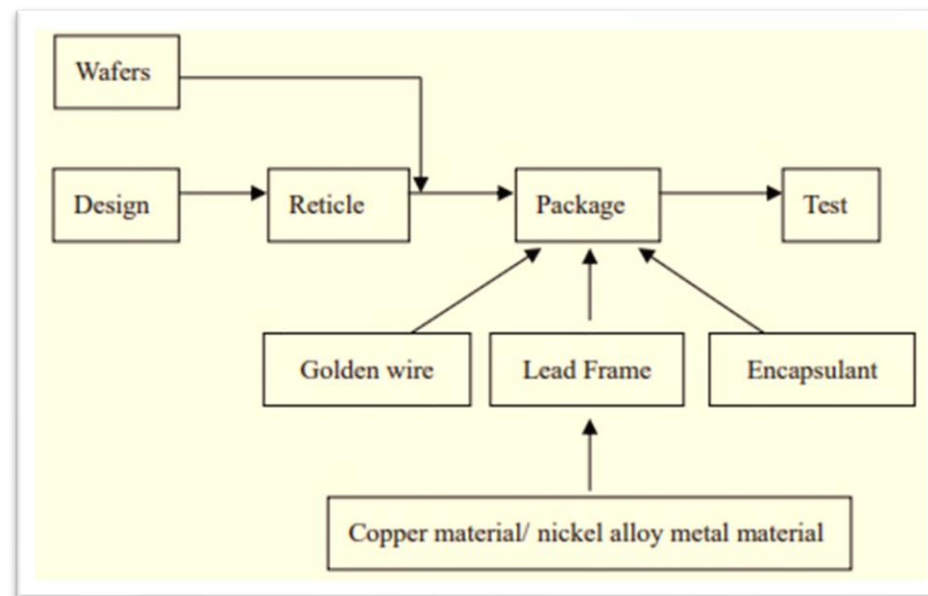 Wafers
Design
Reticle
Package
Test
Golden wire
Lead Frame
Encapsulant
Copper material/ nickel alloy metal material